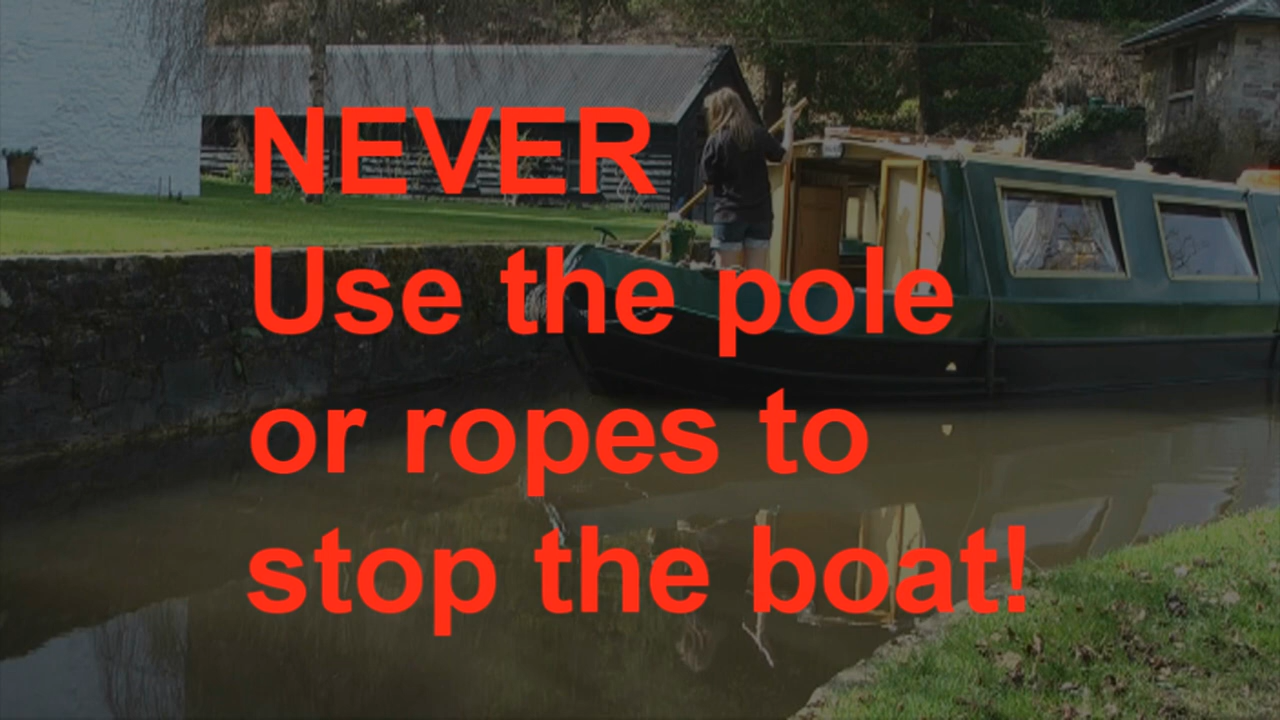 NEVER
Use the pole
or ropes to
stop the boat!